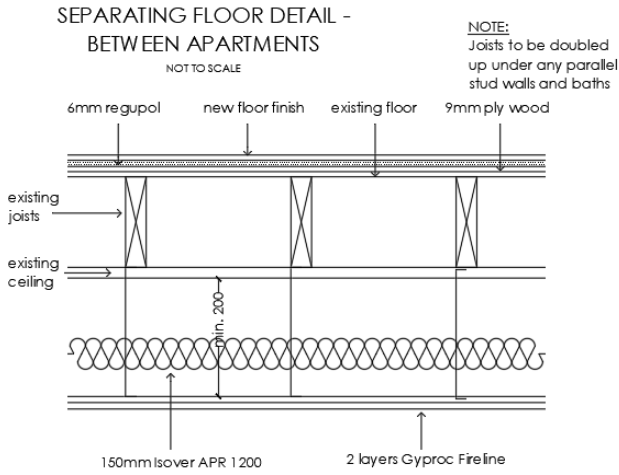 SEPARATING FLOOR DETAIL -
BETWEEN APARTMENTS
NOT TO SCALE
NOTE:
Joists to be doubled
up under any parallel
stud walls and baths
6mm regupol
new floor finish
existing floor
9mm ply wood
existing
joists
existing
ceiling
min. 200
150mm Isover APR 1200
2 layers Gyproc Fireline